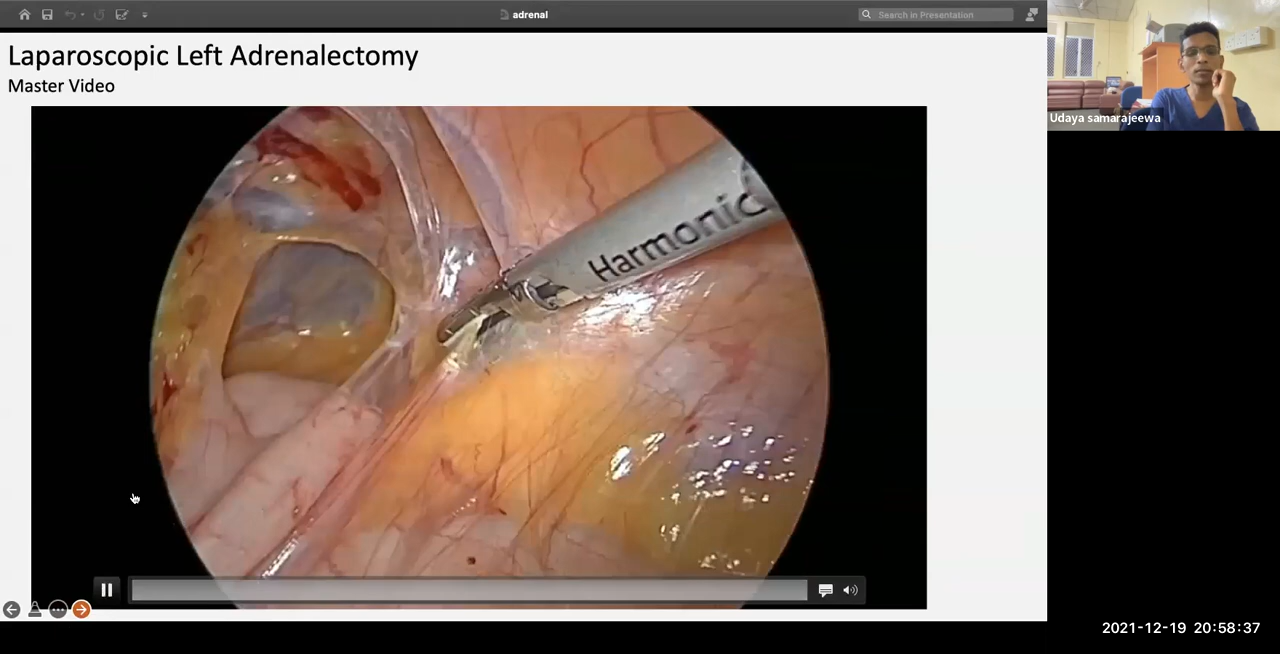 adrenal
Search in Presentation
Laparoscopic Left Adrenalectomy
Master Video
Udaya samarajeewa
Harmonic
2021-12-19 20:58:37